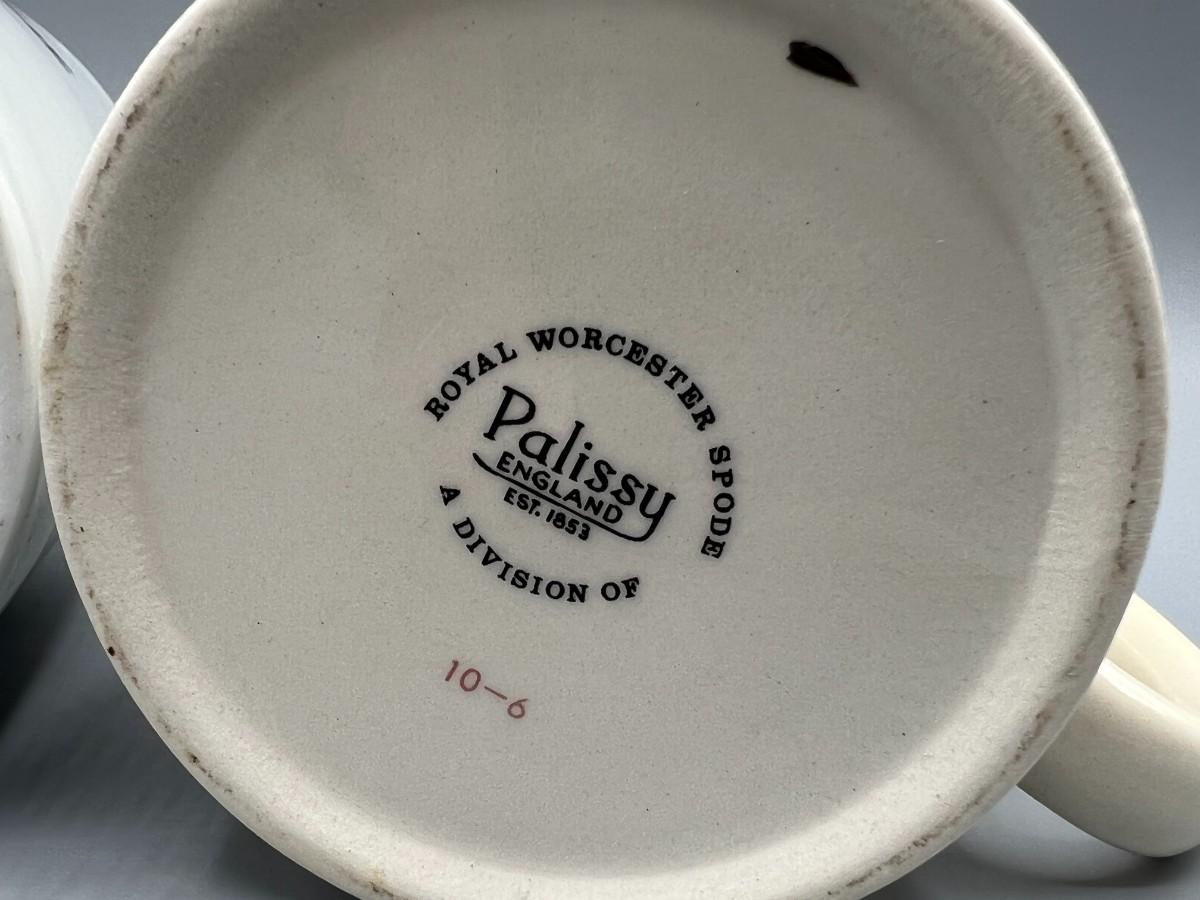 ROYAL WORCESTER SPODE
Palissy
ENGLAND
EST. 1853
A DIVISION OF
10-6